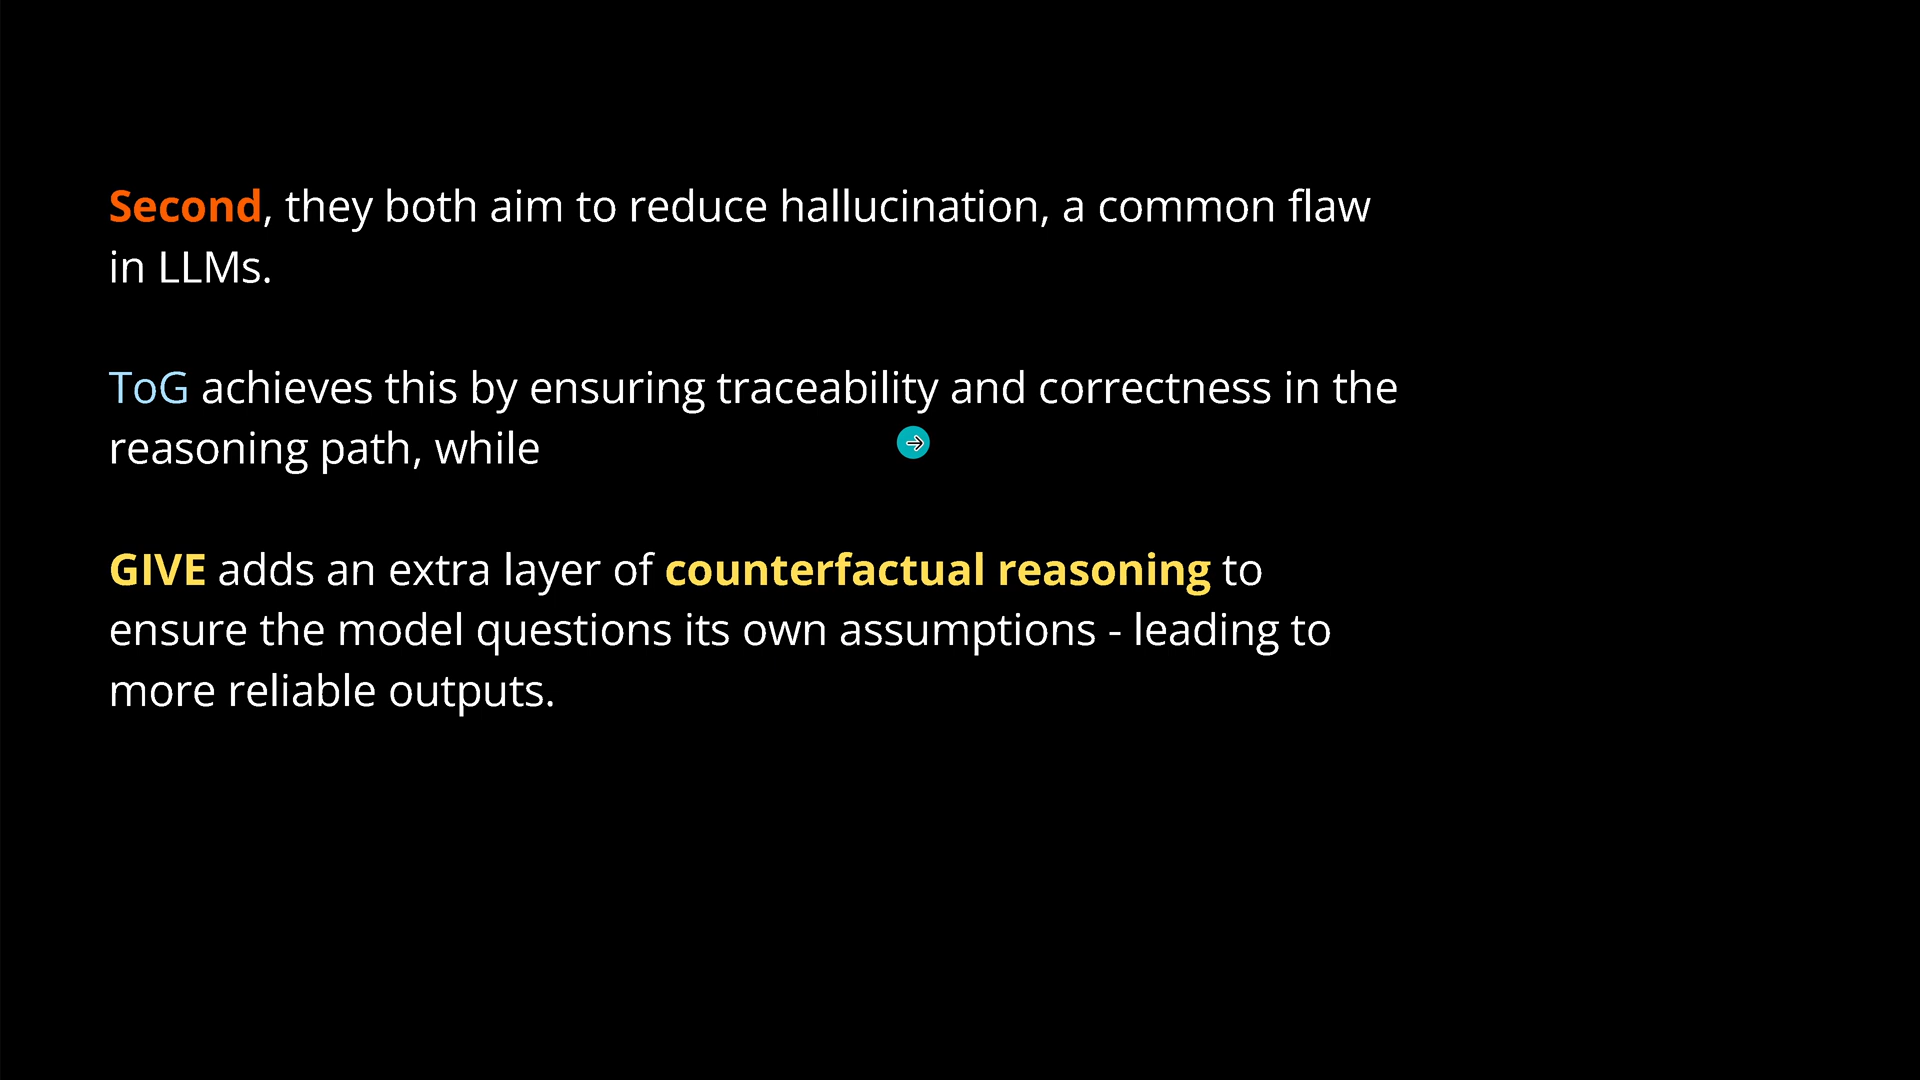 Second, they both aim to reduce hallucination, a common flaw
in LLMs.
ToG achieves this by ensuring traceability and correctness in the
reasoning path, while
GIVE adds an extra layer of counterfactual reasoning to
ensure the model questions its own assumptions - leading to
more reliable outputs.